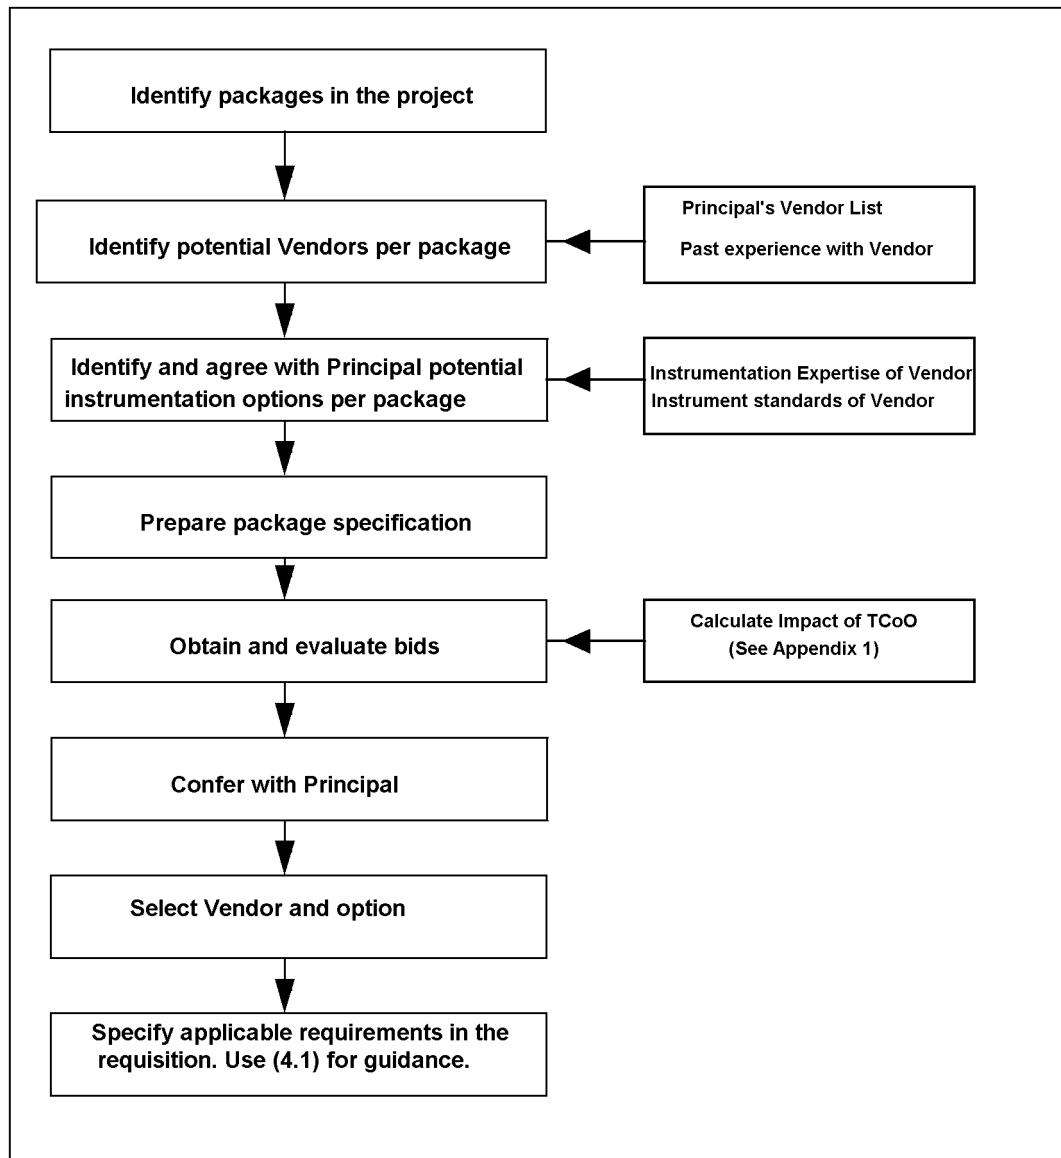 Identify packages in the project
Identify potential Vendors per package
Principal's Vendor List
Past experience with Vendor
Identify and agree with Principal potential
instrumentation options per package
Instrumentation Expertise of Vendor
Instrument standards of Vendor
Prepare package specification
Obtain and evaluate bids
Calculate Impact of TCoO
(See Appendix 1)
Confer with Principal
Select Vendor and option
Specify applicable requirements in the
requisition. Use (4.1) for guidance.